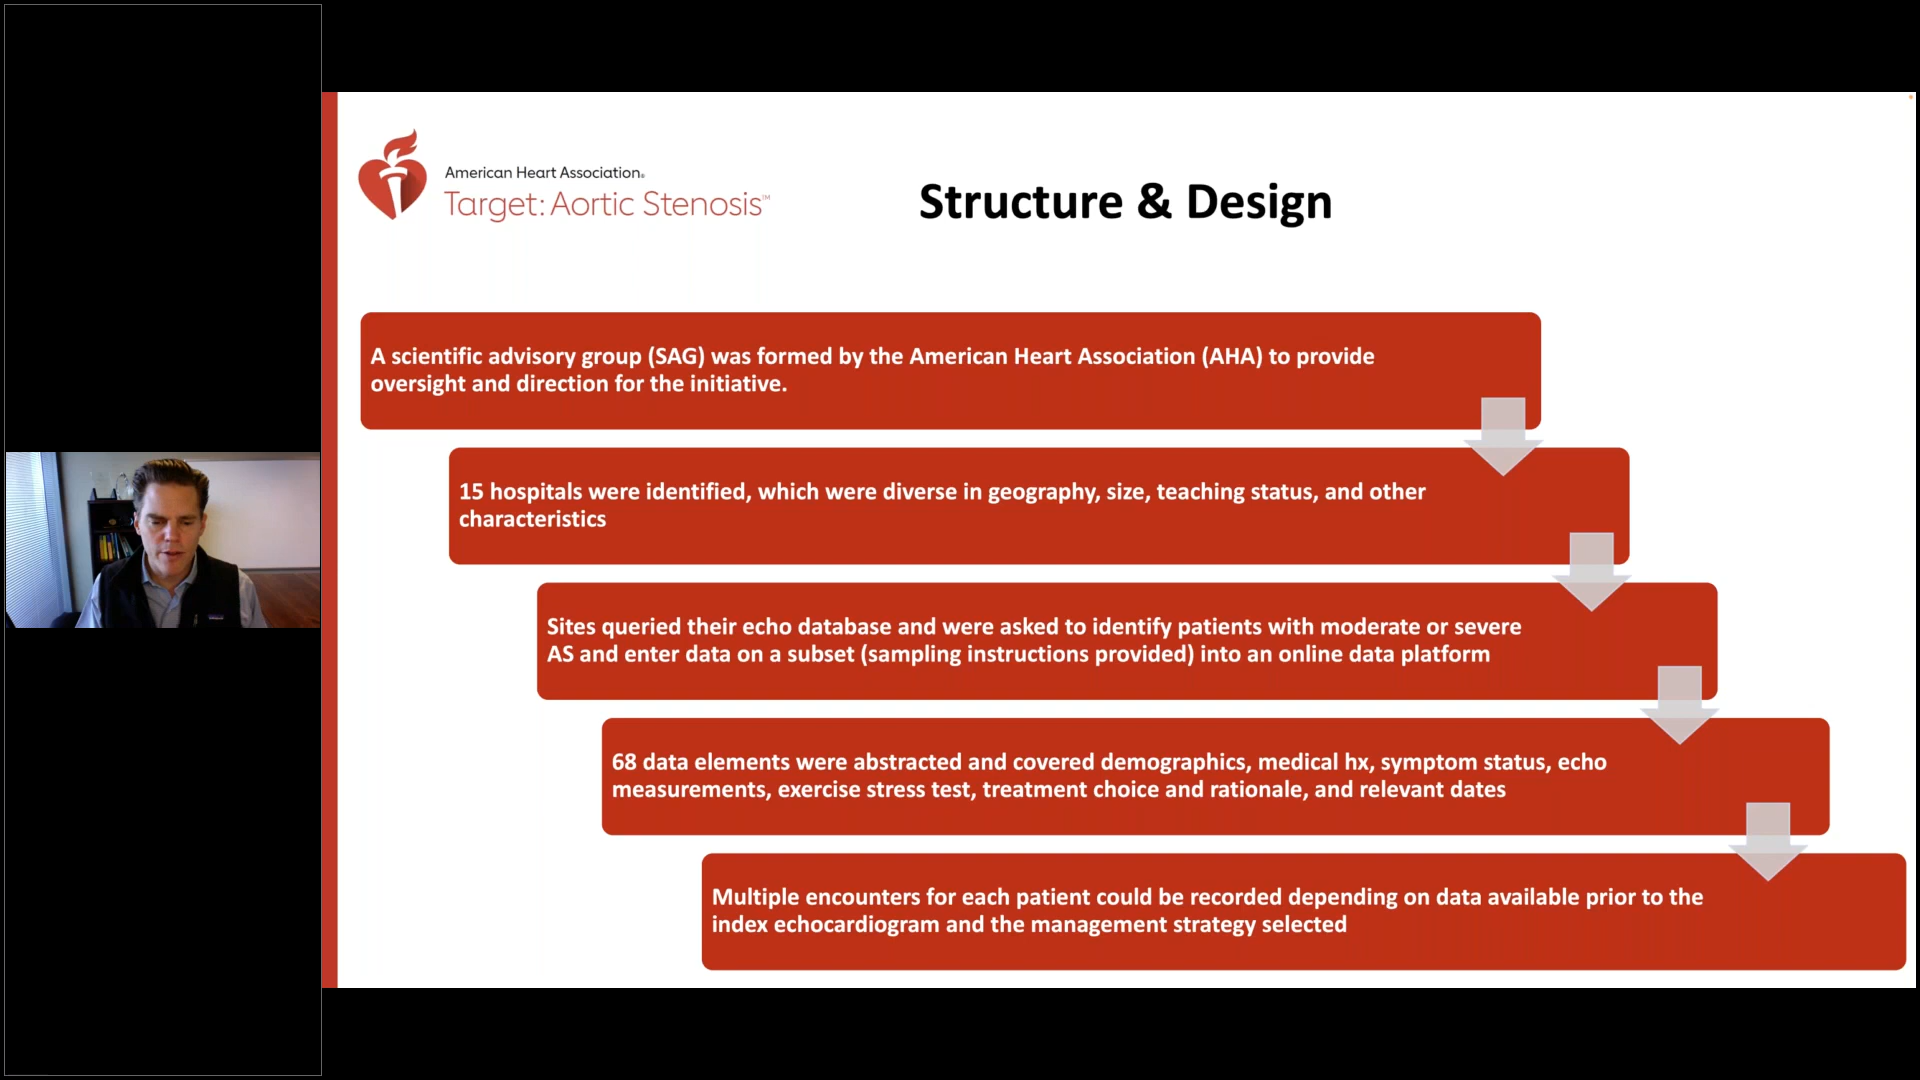 American Heart Association®
Target: Aortic Stenosis™
Structure & Design
A scientific advisory group (SAG) was formed by the American Heart Association (AHA) to provide
oversight and direction for the initiative.
15 hospitals were identified, which were diverse in geography, size, teaching status, and other
characteristics
Sites queried their echo database and were asked to identify patients with moderate or severe
AS and enter data on a subset (sampling instructions provided) into an online data platform
68 data elements were abstracted and covered demographics, medical hx, symptom status, echo
measurements, exercise stress test, treatment choice and rationale, and relevant dates
Multiple encounters for each patient could be recorded depending on data available prior to the
index echocardiogram and the management strategy selected